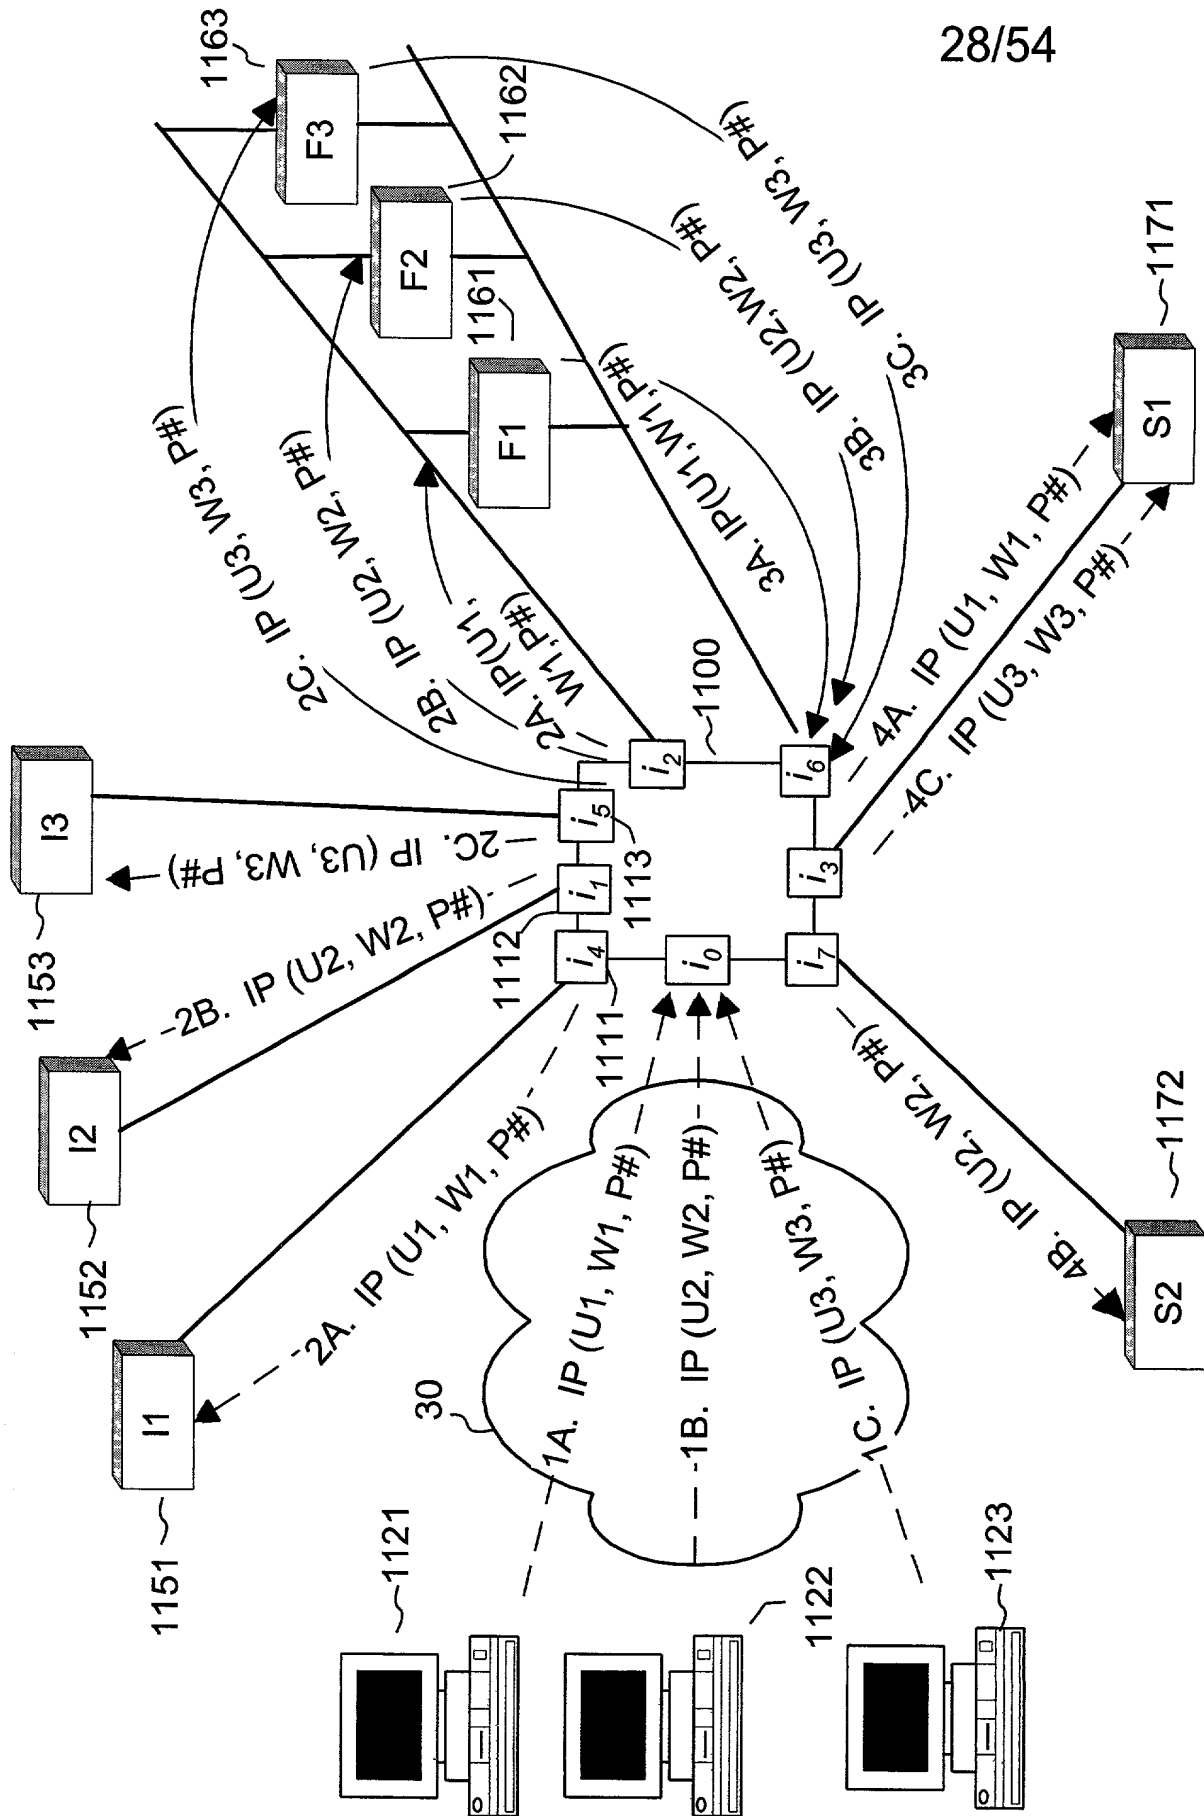 28/54
1151
I1
1152
I2
1153
I3
1163
F3
1162
F2
1161
F1
2C. IP (U3, W3, P#)
2B. IP (U2, W2, P#)
2A. IP(U1,
W1,P#)
2A. IP (U1, W1, P#)
2B. IP (U2, W2, P#)
2C. IP (U3, W3, P#)
3A. IP(U1,W1,P#)
3B. IP (U2,W2, P#)
3C. IP (U3, W3, P#)
1112
1111
1113
1100
i4
i1
i5
i2
i0
i7
i3
i6
30
1121
1122
1123
1A. IP (U1, W1, P#)
1B. IP (U2, W2, P#)
1C. IP (U3, W3, P#)
4A. IP (U1, W1, P#)
4C. IP (U3, W3, P#)
4B. IP (U2, W2, P#)
1172
S2
1171
S1